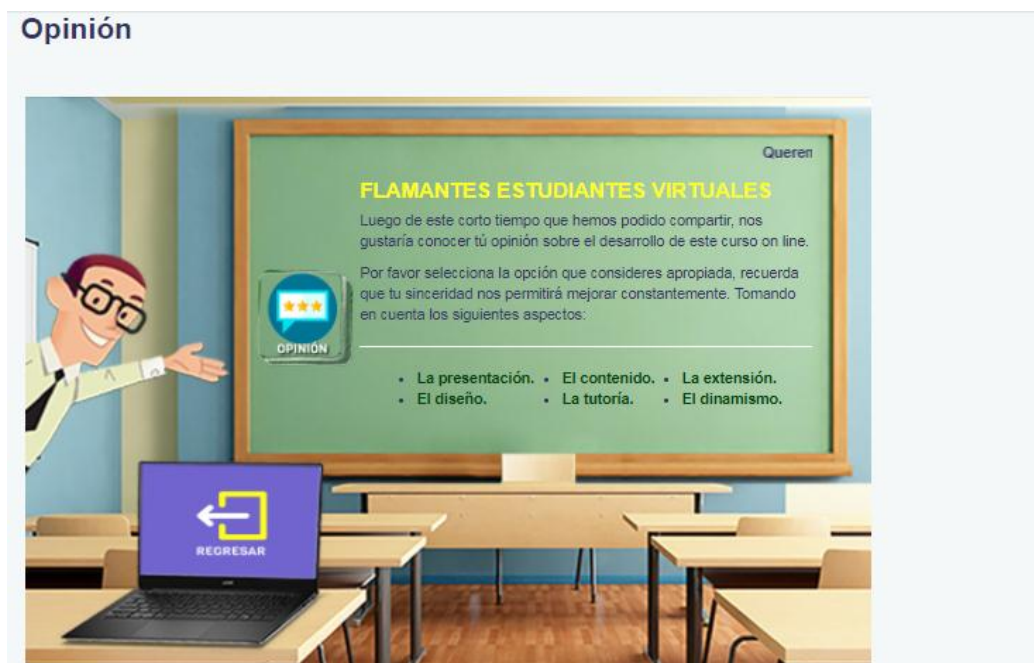 Opinión
Queren
FLAMANTES ESTUDIANTES VIRTUALES
Luego de este corto tiempo que hemos podido compartir, nos
gustaría conocer tú opinión sobre el desarrollo de este curso on line.
Por favor selecciona la opción que consideres apropiada, recuerda
que tu sinceridad nos permitirá mejorar constantemente. Tomando
en cuenta los siguientes aspectos:
OPINIÓN
• La presentación. • El contenido. • La extensión.
• El diseño. • La tutoría. • El dinamismo.
REGRESAR